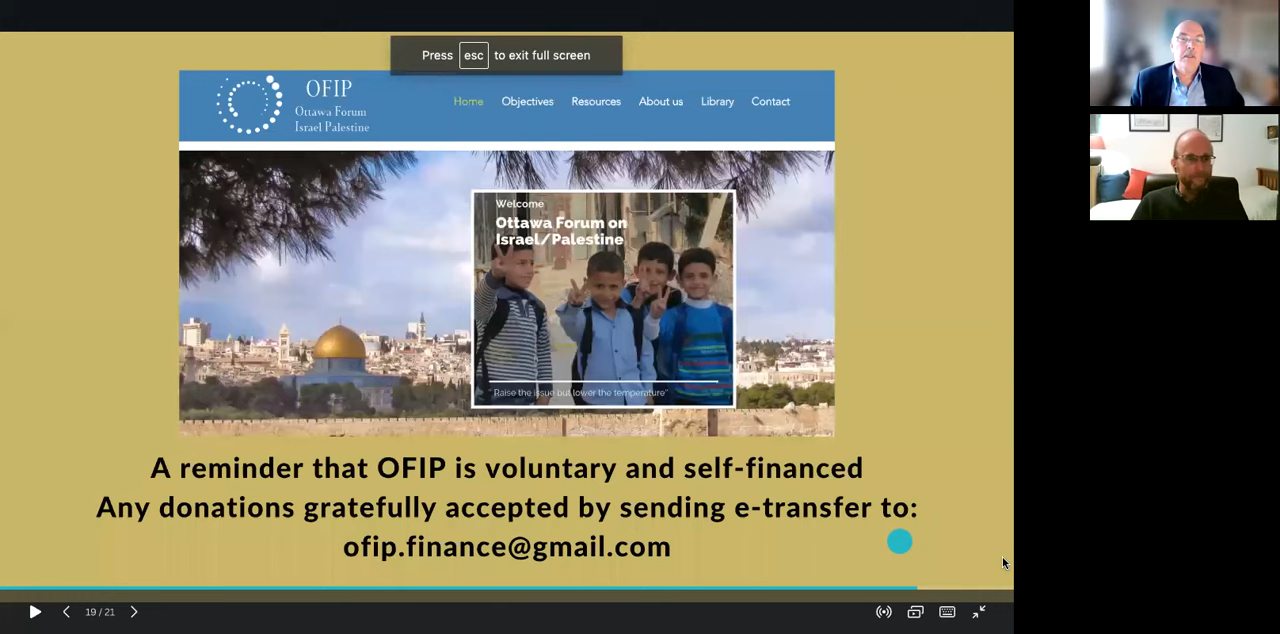 Press esc to exit full screen
OFIP
Ottawa Forum
Israel Palestine
Home Objectives Resources About us Library Contact
Welcome
Ottawa Forum on
Israel/Palestine
" Raise the issue but lower the temperature"
A reminder that OFIP is voluntary and self-financed
Any donations gratefully accepted by sending e-transfer to:
ofip.finance@gmail.com
19 / 21